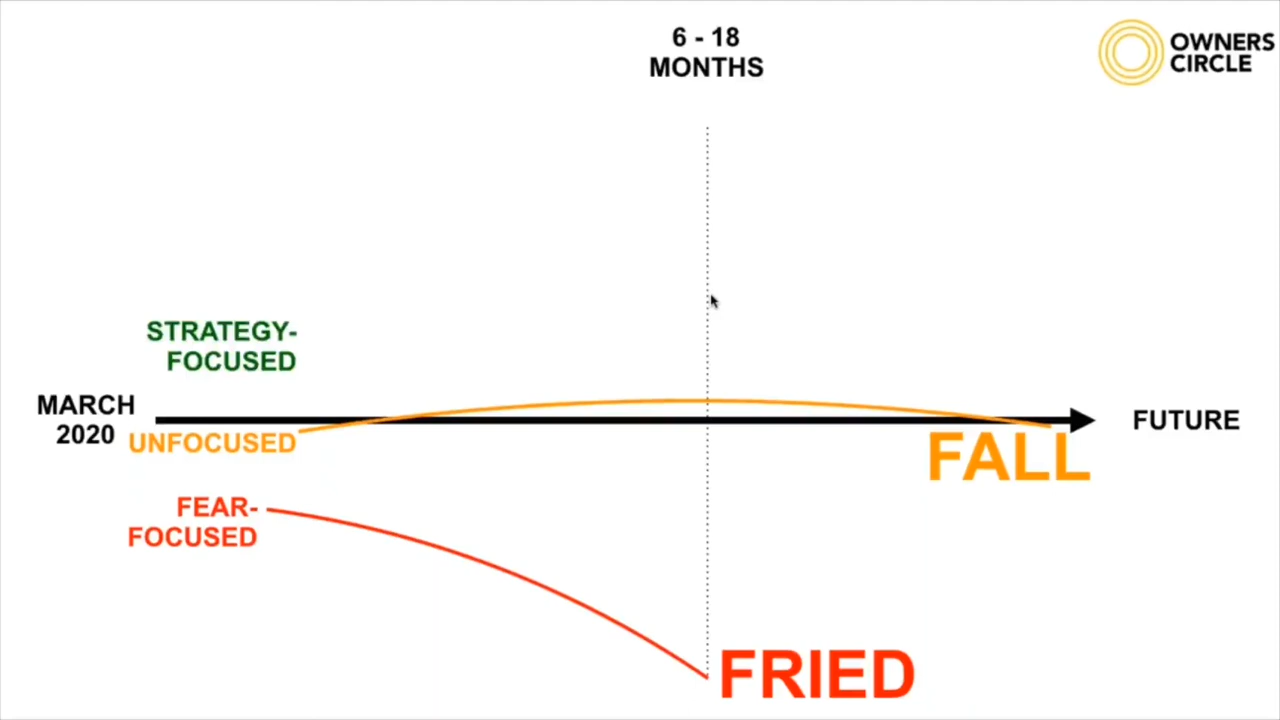 6 - 18
MONTHS
OWNERS
CIRCLE
STRATEGY-
FOCUSED
MARCH
2020
FUTURE
UNFOCUSED
FALL
FEAR-
FOCUSED
FRIED